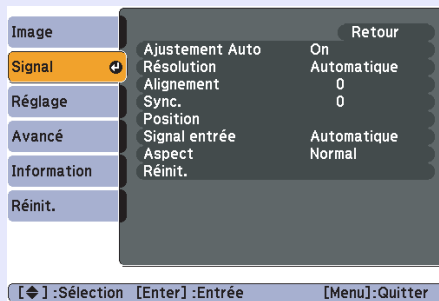 Image
Signal
Réglage
Avancé
Information
Réinit.
Retour
Ajustement Auto On
Résolution Automatique
Alignement 0
Sync. 0
Position
Signal entrée Automatique
Aspect Normal
Réinit.
[◆] :Sélection [Enter] :Entrée [Menu]:Quitter